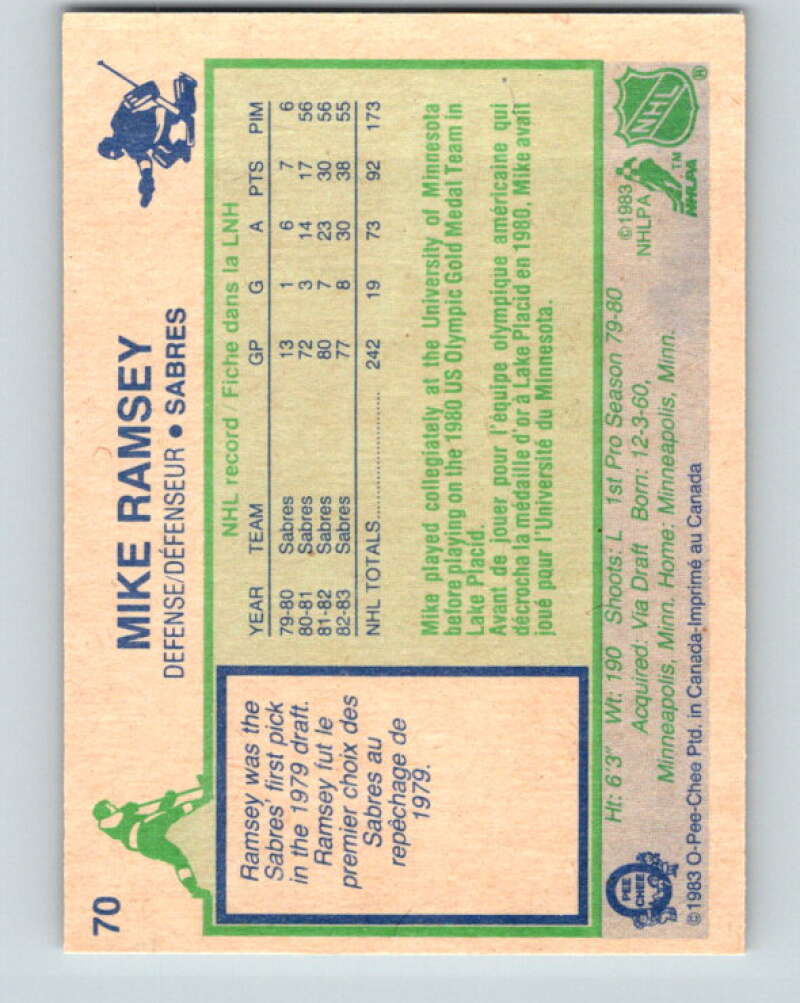 70
MIKE RAMSEY
DEFENSE/DÉFENSEUR • SABRES
Ramsey was the
Sabres' first pick
in the 1979 draft.
Ramsey fut le
premier choix des
Sabres au
repêchage de
1979.
NHL record / Fiche dans la LNH
YEAR TEAM GP G A PTS PIM
79-80 Sabres 13 1 6 7 6
80-81 Sabres 72 3 14 17 56
81-82 Sabres 80 7 23 30 56
82-83 Sabres 77 8 30 38 55
NHL TOTALS.................... 242 19 73 92 173
Mike played collegiately at the University of Minnesota
before playing on the 1980 US Olympic Gold Medal Team in
Lake Placid.
Avant de jouer pour l'équipe olympique américaine qui
décrocha la médaille d'or à Lake Placid en 1980, Mike avait
joué pour l'Université du Minnesota.
Ht: 6'3" Wt. 190 Shoots: L 1st Pro Season 79-80
Acquired: Via Draft Born: 12-3-60,
Minneapolis, Minn. Home: Minneapolis, Minn.
O PEE CHEE
©1983 O-Pee-Chee Ptd. in Canada-Imprimé au Canada
©1983
NHLPA
NHLPA
TM
NHL
®